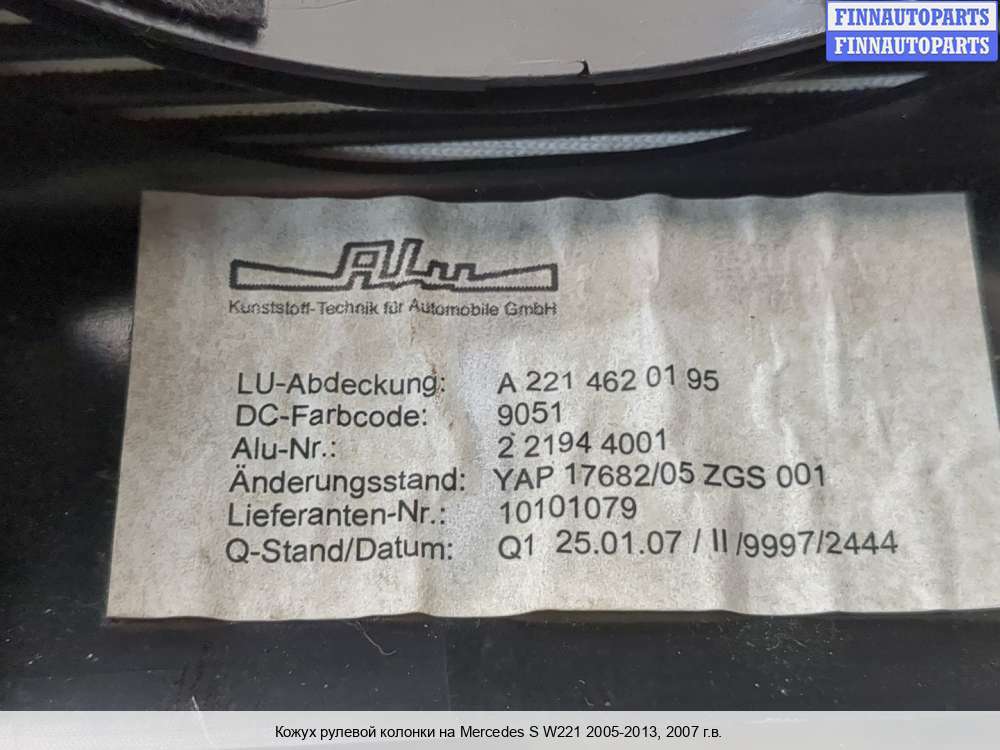 FINNAUTOPARTS
FINNAUTOPARTS
Alu
Kunststoff-Technik für Automobile GmbH
LU-Abdeckung: A 221 462 01 95
DC-Farbcode: 9051
Alu-Nr.: 2 2194 4001
Änderungsstand: YAP 17682/05 ZGS 001
Lieferanten-Nr.: 10101079
Q-Stand/Datum: Q1 25.01.07 / II /9997/2444
Кожух рулевой колонки на Mercedes S W221 2005-2013, 2007 г.в.